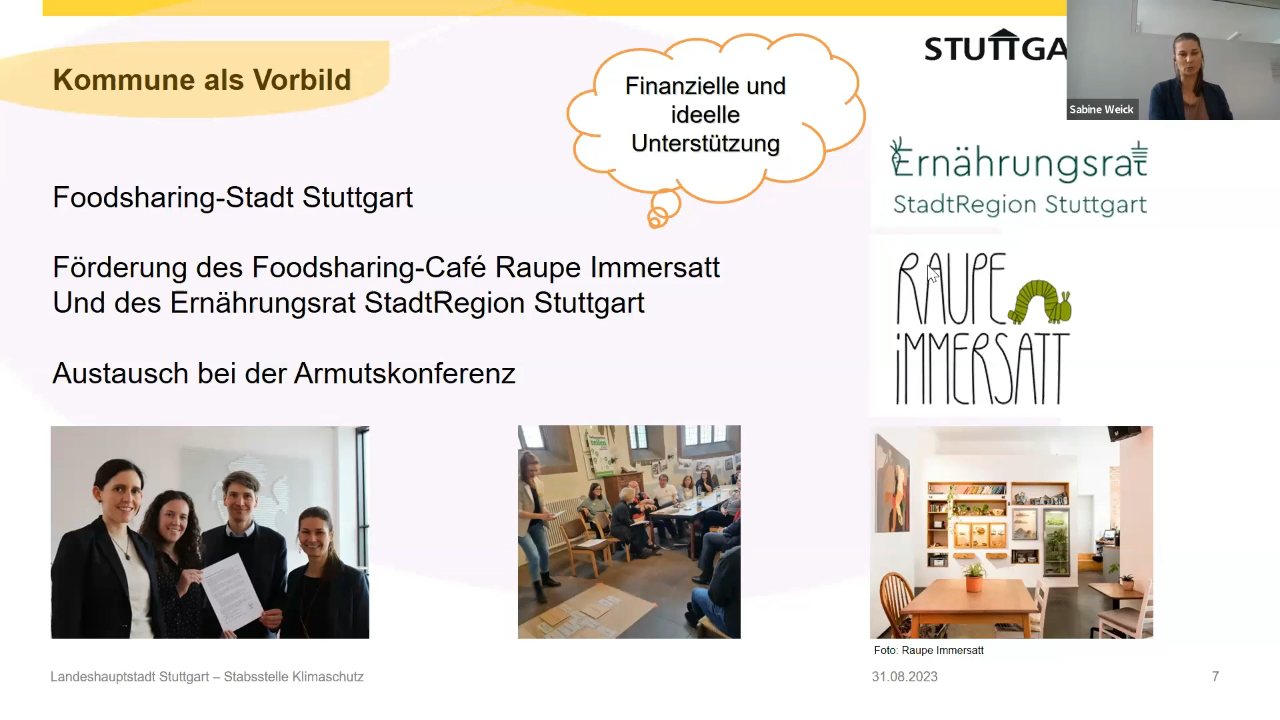 Kommune als Vorbild
Finanzielle und
ideelle
Unterstützung
STUTTGA
Sabine Weick
Ernährungsrat
StadtRegion Stuttgart
Foodsharing-Stadt Stuttgart
Förderung des Foodsharing-Café Raupe Immersatt
Und des Ernährungsrat StadtRegion Stuttgart
Austausch bei der Armutskonferenz
RAUPE
iMMERSATT
Foto: Raupe Immersatt
Landeshauptstadt Stuttgart – Stabsstelle Klimaschutz
31.08.2023
7